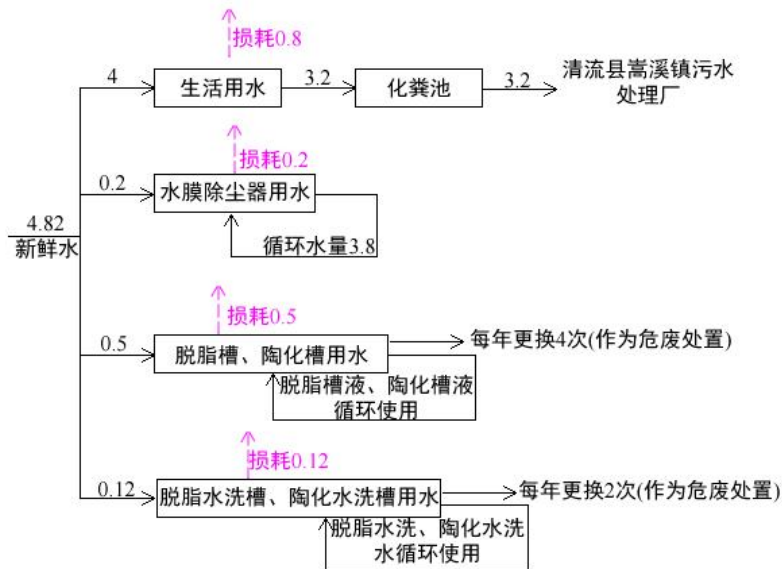 损耗0.8
4
生活用水
3.2
化粪池
3.2
清流县嵩溪镇污水
处理厂
损耗0.2
0.2
水膜除尘器用水
循环水量3.8
4.82
新鲜水
损耗0.5
0.5
脱脂槽、陶化槽用水
每年更换4次(作为危废处置)
脱脂槽液、陶化槽液
循环使用
损耗0.12
0.12
脱脂水洗槽、陶化水洗槽用水
每年更换2次(作为危废处置)
脱脂水洗、陶化水洗
水循环使用